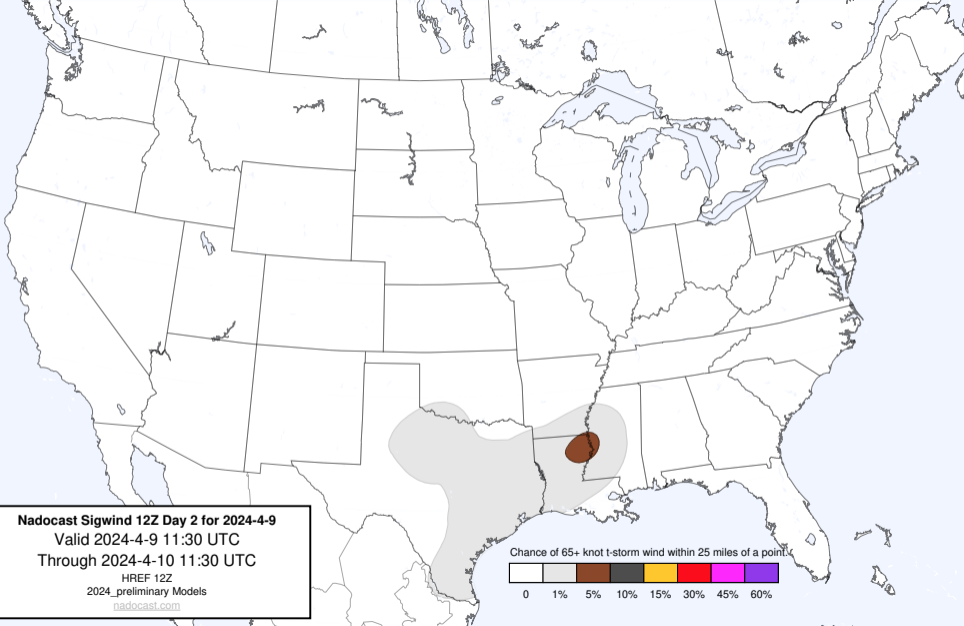 Nadocast Sigwind 12Z Day 2 for 2024-4-9
Valid 2024-4-9 11:30 UTC
Through 2024-4-10 11:30 UTC
HREF 12Z
2024_preliminary Models
nadocast.com
Chance of 65+ knot t-storm wind within 25 miles of a point.
0 1% 5% 10% 15% 30% 45% 60%